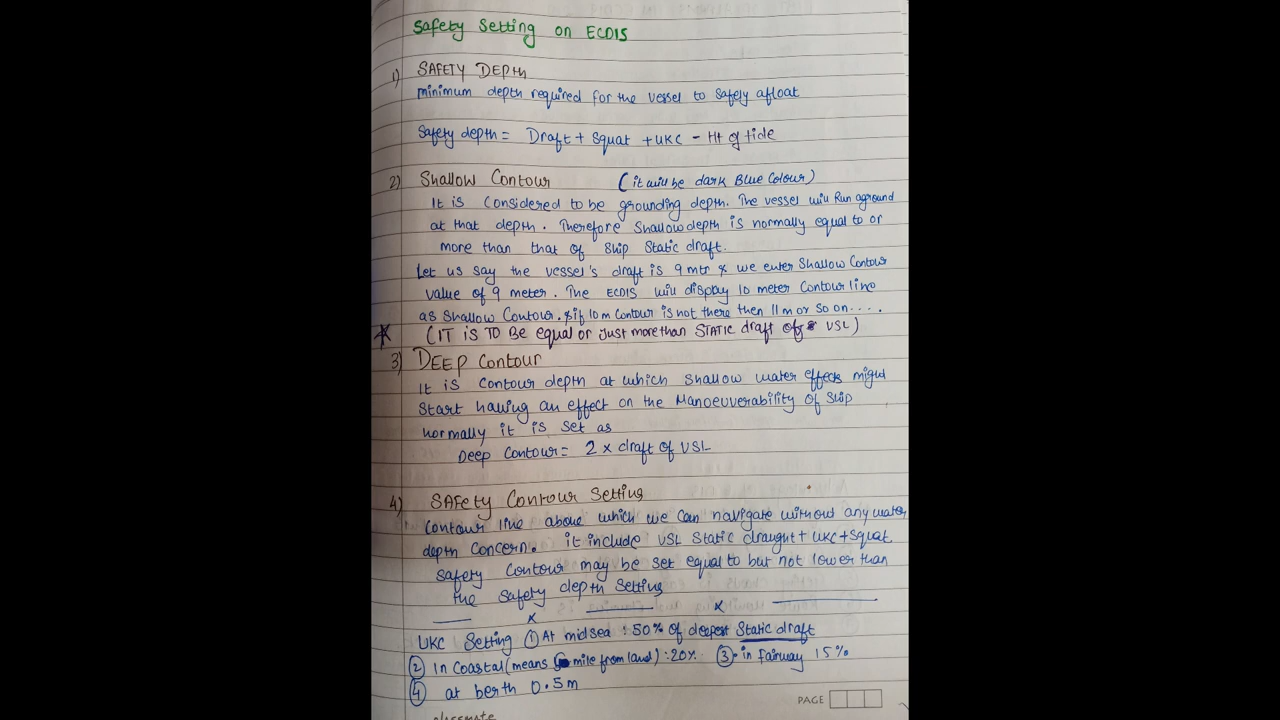 Safety Setting on ECDIS
1) SAFETY DEPTH
minimum depth required for the vessel to safely afloat
Safety depth = Draft + Squat + UKC - Ht of tide
2) Shallow Contour (it will be dark Blue Colour)
It is considered to be grounding depth. The vessel will Run aground
at that depth. Therefore Shallow depth is normally equal to or
more than that of ship static draft.
Let us say the vessel's draft is 9 mtr & we enter Shallow Contour
value of 9 meter. The ECDIS will display 10 meter Contour line
as Shallow Contour. & if 10 m contour is not there then 11 m or so on....
(IT is TO BE equal or Just more than STATIC draft of VSL)
3) DEEP Contour
It is Contour depth at which shallow water effects might
Start having an effect on the Manoeuverability of ship
normally it is set as
Deep Contour = 2 x draft of VSL
4) SAFety Contour Setting
Contour line above which we can navigate without any water
depth concern. it include VSL Static draught + UKC + Squat
Safety Contour may be set equal to but not lower than
the safety depth setting
UKC Setting ① At mid sea : 50% of deepest Static draft
② In Coastal (means mile from land) : 20% ③ in fairway 15%
④ at berth 0.5m
PAGE
classmate